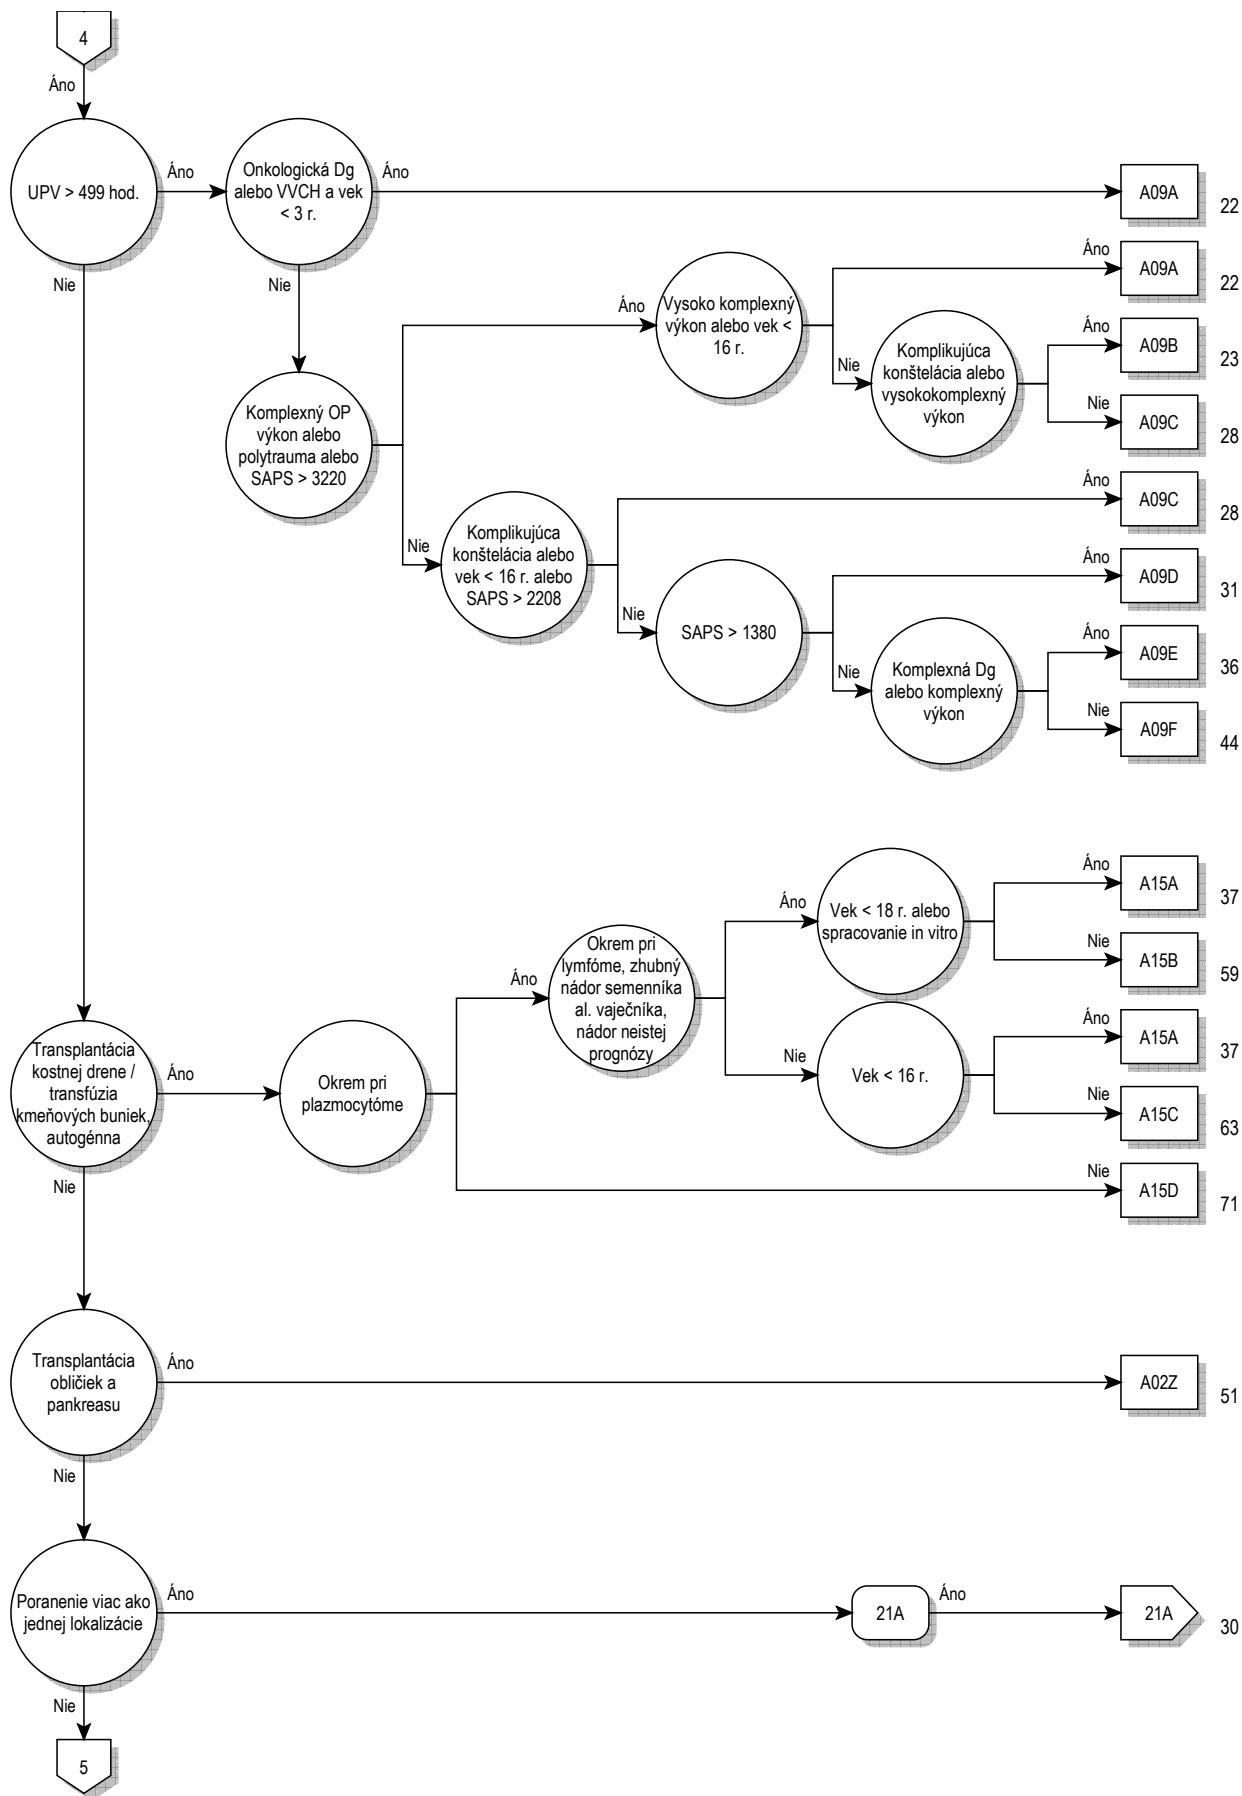 4
Áno
UPV > 499 hod.
Áno
Onkologická Dg
alebo VVCH a vek
< 3 r.
Áno
A09A
22
Nie
Nie
Áno
Vysoko komplexný
výkon alebo vek <
16 r.
Áno
A09A
22
Nie
Komplikujúca
konštelácia alebo
vysokokomplexný
výkon
Áno
A09B
23
Nie
A09C
28
Komplexný OP
výkon alebo
polytrauma alebo
SAPS > 3220
Nie
Komplikujúca
konštelácia alebo
vek < 16 r. alebo
SAPS > 2208
Áno
A09C
28
Nie
SAPS > 1380
Áno
A09D
31
Nie
Komplexná Dg
alebo komplexný
výkon
Áno
A09E
36
Nie
A09F
44
Transplantácia
kostnej drene /
transfúzia
kmeňových buniek,
autogénna
Áno
Okrem pri
plazmocytóme
Áno
Okrem pri
lymfóme, zhubný
nádor semenníka
al. vaječníka,
nádor neistej
prognózy
Áno
Vek < 18 r. alebo
spracovanie in vitro
Áno
A15A
37
Nie
A15B
59
Nie
Vek < 16 r.
Áno
A15A
37
Nie
A15C
63
Nie
A15D
71
Nie
Transplantácia
obličiek a
pankreasu
Áno
A02Z
51
Nie
Poranenie viac ako
jednej lokalizácie
Áno
21A
Áno
21A
30
Nie
5